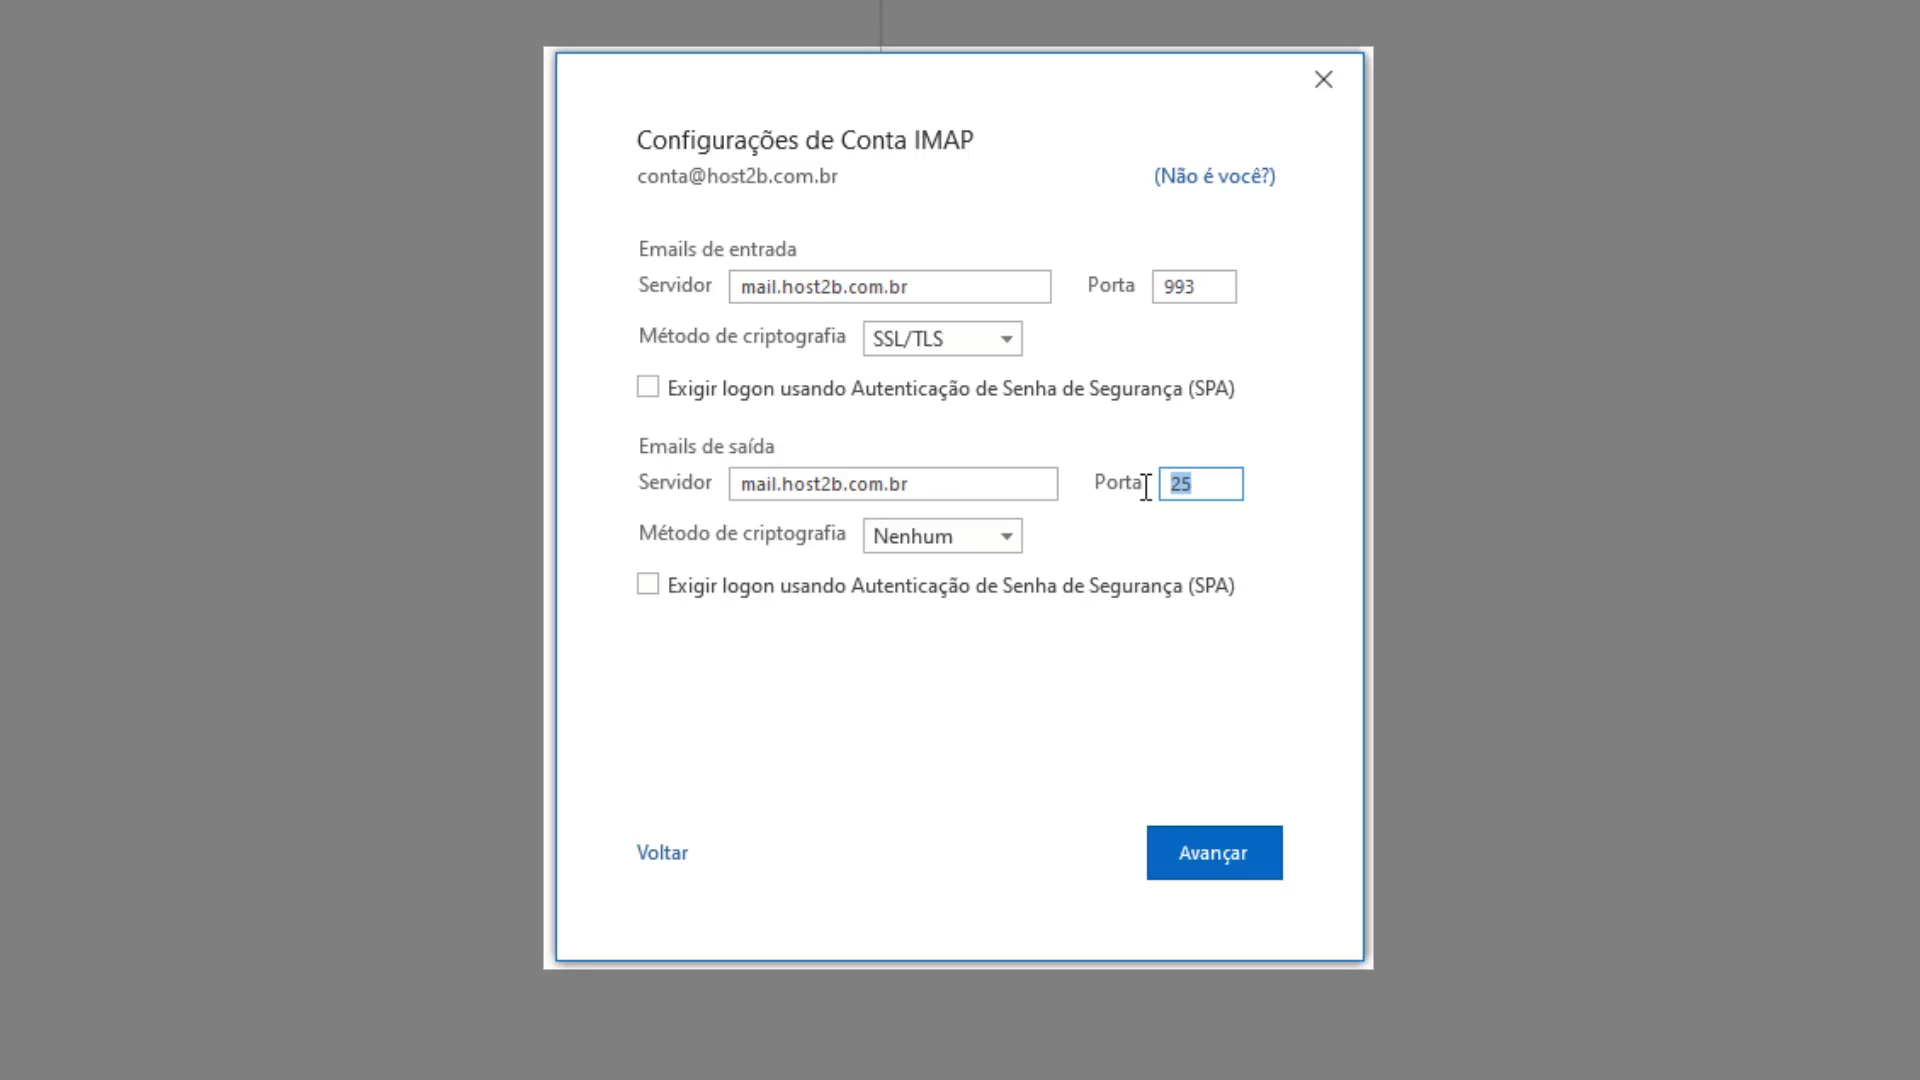 Configurações de Conta IMAP
conta@host2b.com.br (Não é você?)
Emails de entrada
Servidor mail.host2b.com.br Porta 993
Método de criptografia SSL/TLS
Exigir logon usando Autenticação de Senha de Segurança (SPA)
Emails de saída
Servidor mail.host2b.com.br Porta 25
Método de criptografia Nenhum
Exigir logon usando Autenticação de Senha de Segurança (SPA)
Voltar Avançar